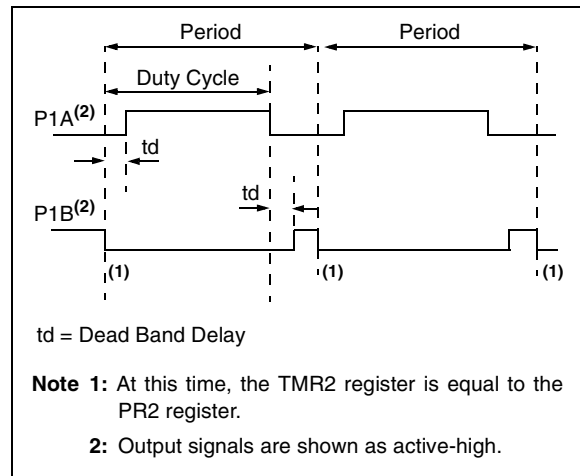 Period Period
Duty Cycle
P1A(2)
td
td
P1B(2)
(1) (1) (1)
td = Dead Band Delay
Note 1: At this time, the TMR2 register is equal to the
PR2 register.
2: Output signals are shown as active-high.